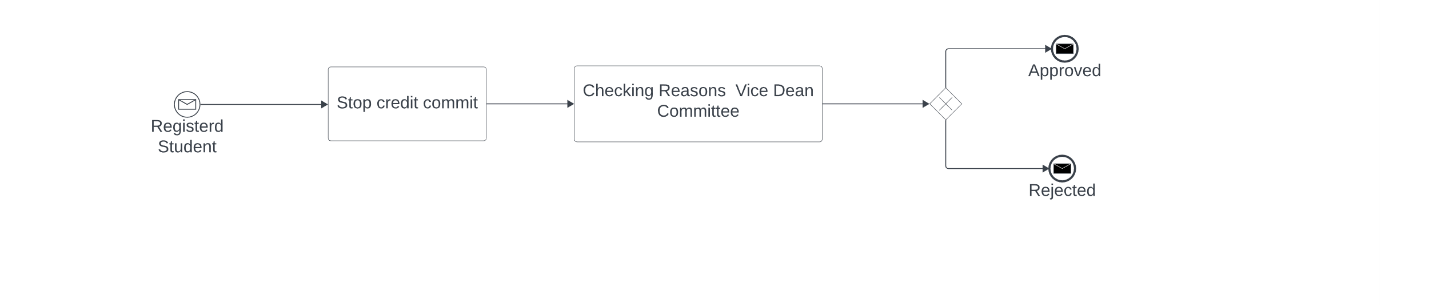 Registerd
Student
Stop credit commit
Checking Reasons  Vice Dean
Committee
Approved
Rejected